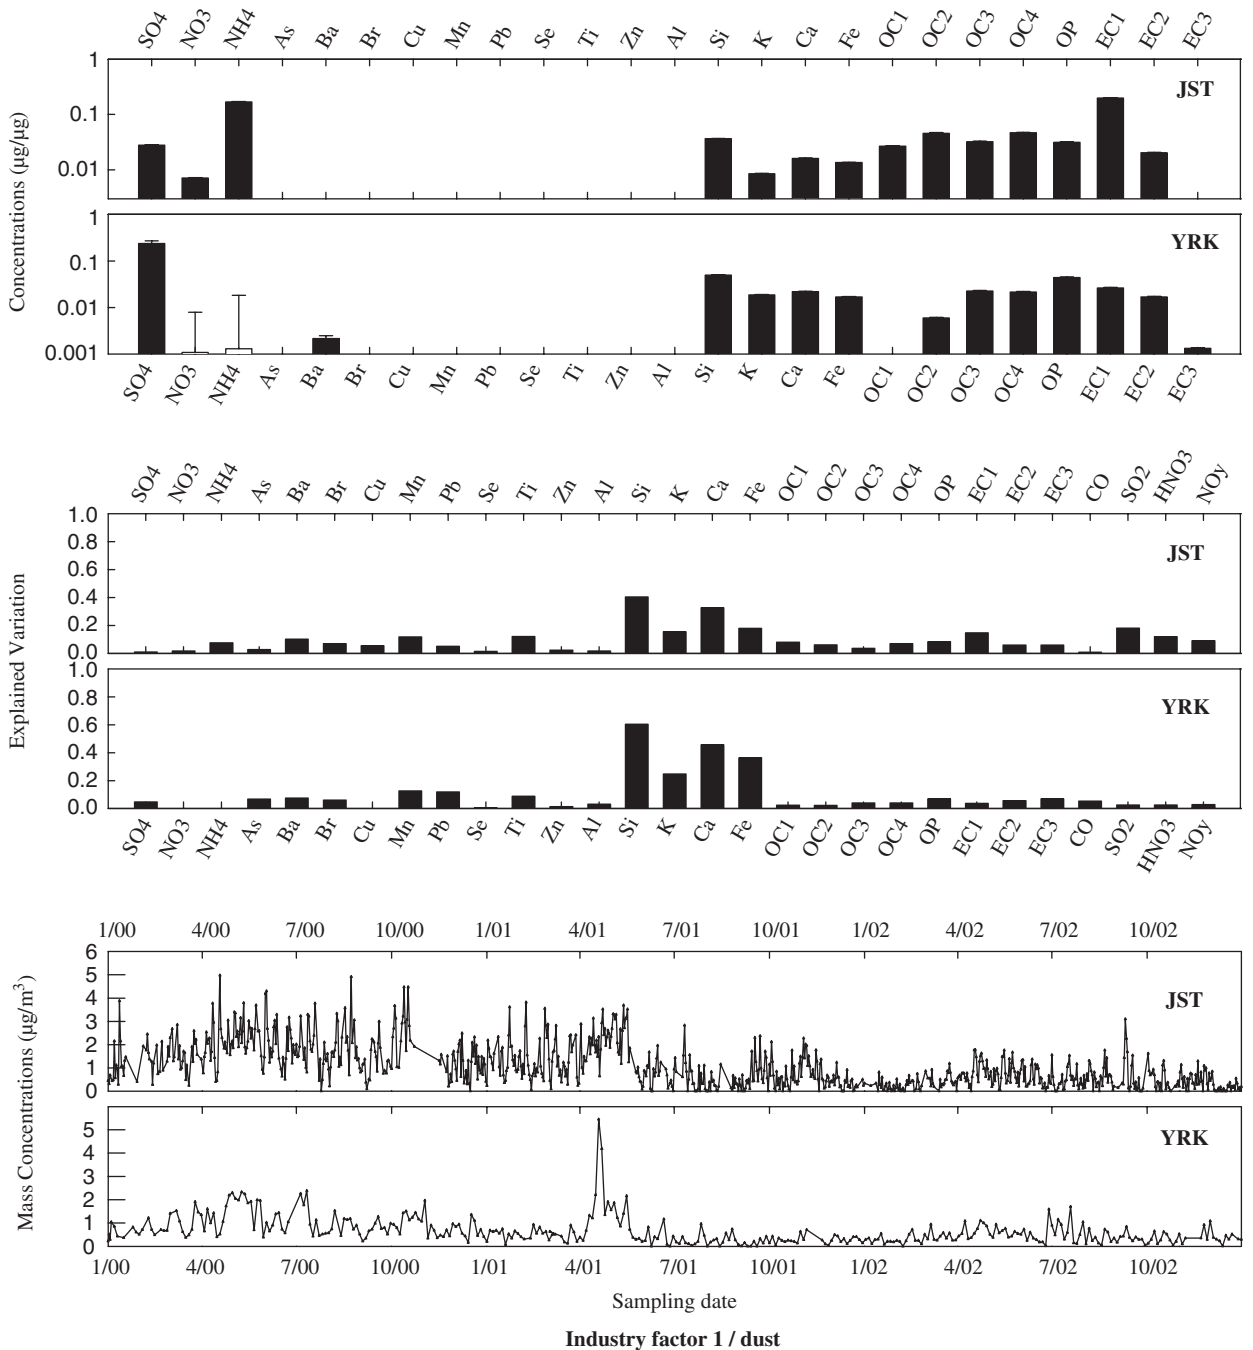 SO4 NO3 NH4 As Ba Br Cu Mn Pb Se Ti Zn Al Si K Ca Fe OC1 OC2 OC3 OC4 OP EC1 EC2 EC3
Concentrations (µg/µg)
1
0.1
0.01
JST
1
0.1
0.01
0.001
YRK
SO4 NO3 NH4 As Ba Br Cu Mn Pb Se Ti Zn Al Si K Ca Fe OC1 OC2 OC3 OC4 OP EC1 EC2 EC3
SO4 NO3 NH4 As Ba Br Cu Mn Pb Se Ti Zn Al Si K Ca Fe OC1 OC2 OC3 OC4 OP EC1 EC2 EC3 CO SO2 HNO3 NOy
Explained Variation
1.0
0.8
0.6
0.4
0.2
0.0
JST
1.0
0.8
0.6
0.4
0.2
0.0
YRK
SO4 NO3 NH4 As Ba Br Cu Mn Pb Se Ti Zn Al Si K Ca Fe OC1 OC2 OC3 OC4 OP EC1 EC2 EC3 CO SO2 HNO3 NOy
1/00 4/00 7/00 10/00 1/01 4/01 7/01 10/01 1/02 4/02 7/02 10/02
Mass Concentrations (µg/m³)
6
5
4
3
2
1
0
JST
5
4
3
2
1
0
YRK
1/00 4/00 7/00 10/00 1/01 4/01 7/01 10/01 1/02 4/02 7/02 10/02
Sampling date
Industry factor 1 / dust